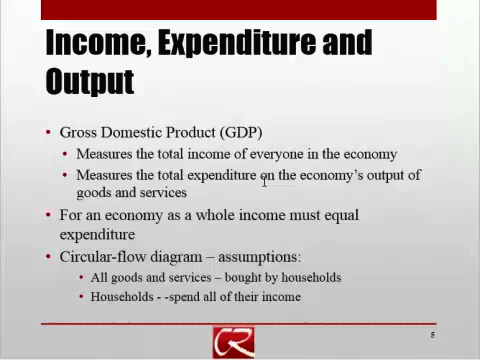 Income, Expenditure and
Output
• Gross Domestic Product (GDP)
• Measures the total income of everyone in the economy
• Measures the total expenditure on the economy's output of
goods and services
• For an economy as a whole income must equal
expenditure
• Circular-flow diagram – assumptions:
• All goods and services – bought by households
• Households - -spend all of their income
CR
5